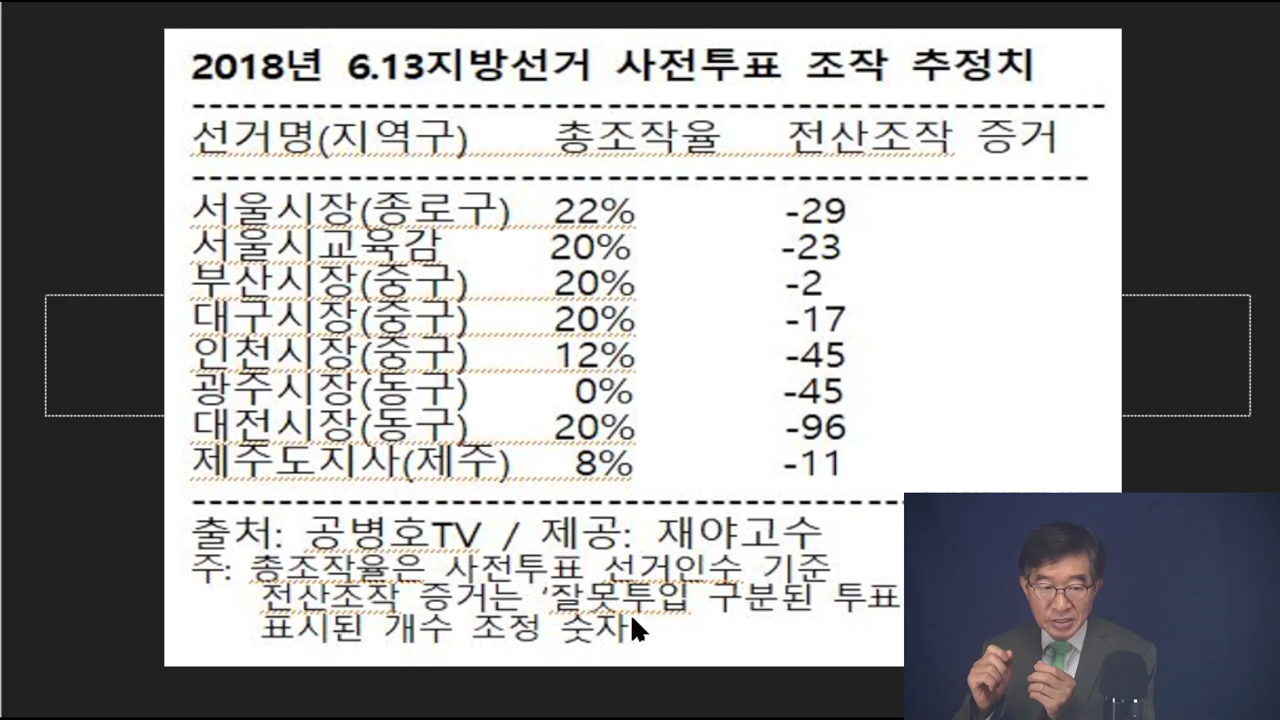 2018년 6.13지방선거 사전투표 조작 추정치
선거명(지역구) 총조작율 전산조작 증거
서울시장(종로구) 22% -29
서울시교육감 20% -23
부산시장(중구) 20% -2
대구시장(중구) 20% -17
인천시장(중구) 12% -45
광주시장(동구) 0% -45
대전시장(동구) 20% -96
제주도지사(제주) 8% -11
출처: 공병호TV / 제공: 재야고수
주: 총조작율은 사전투표 선거인수 기준
전산조작 증거는 '잘못투입 구분된 투표
표시된 개수 조정 숫자